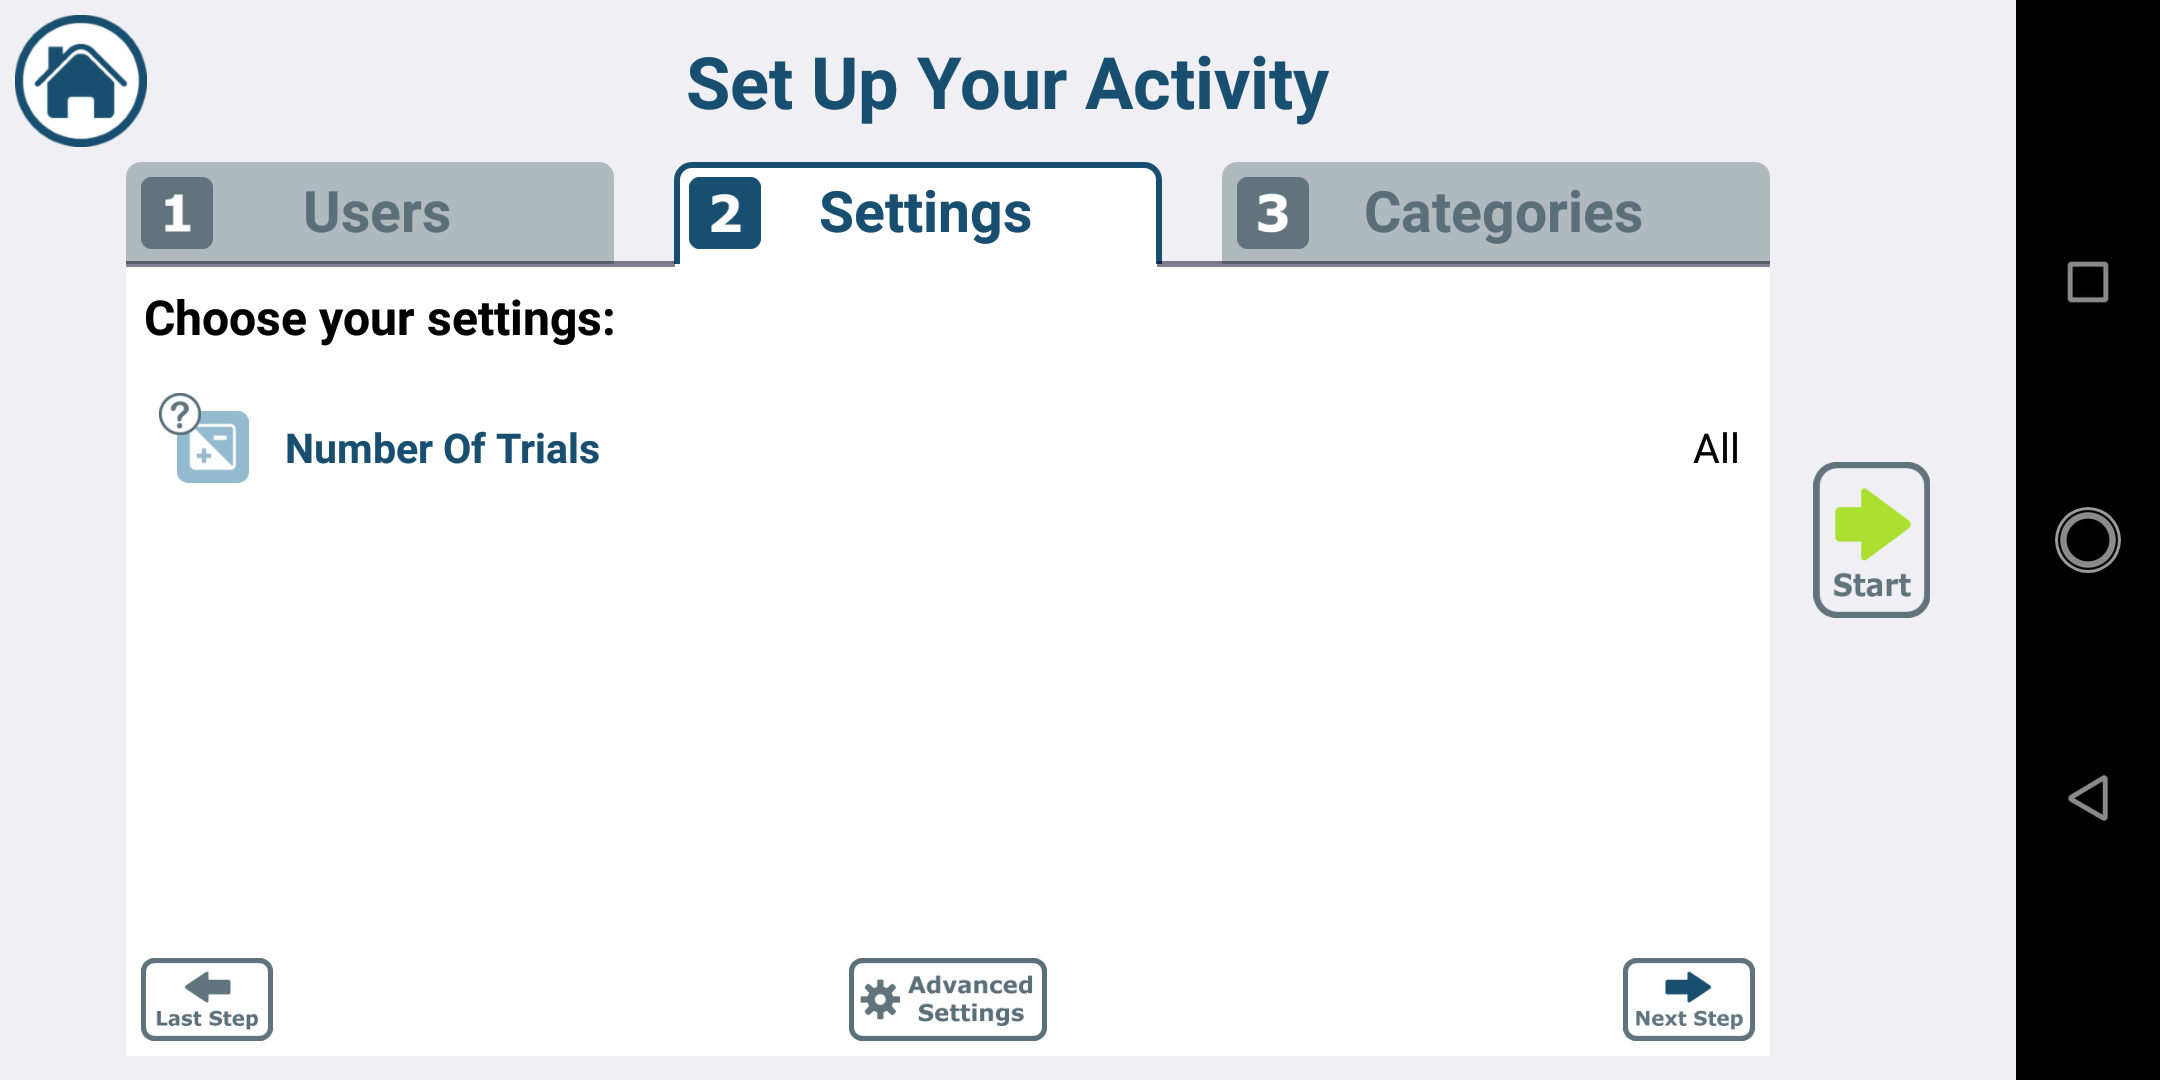 Set Up Your Activity
1 Users
2 Settings
3 Categories
Choose your settings:
?
Number Of Trials
All
Start
Last Step
Advanced
Settings
Next Step